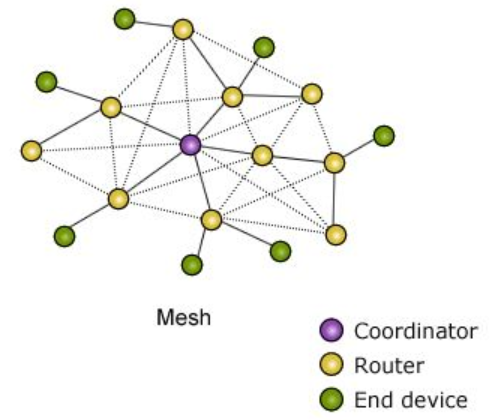 Mesh
Coordinator
Router
End device